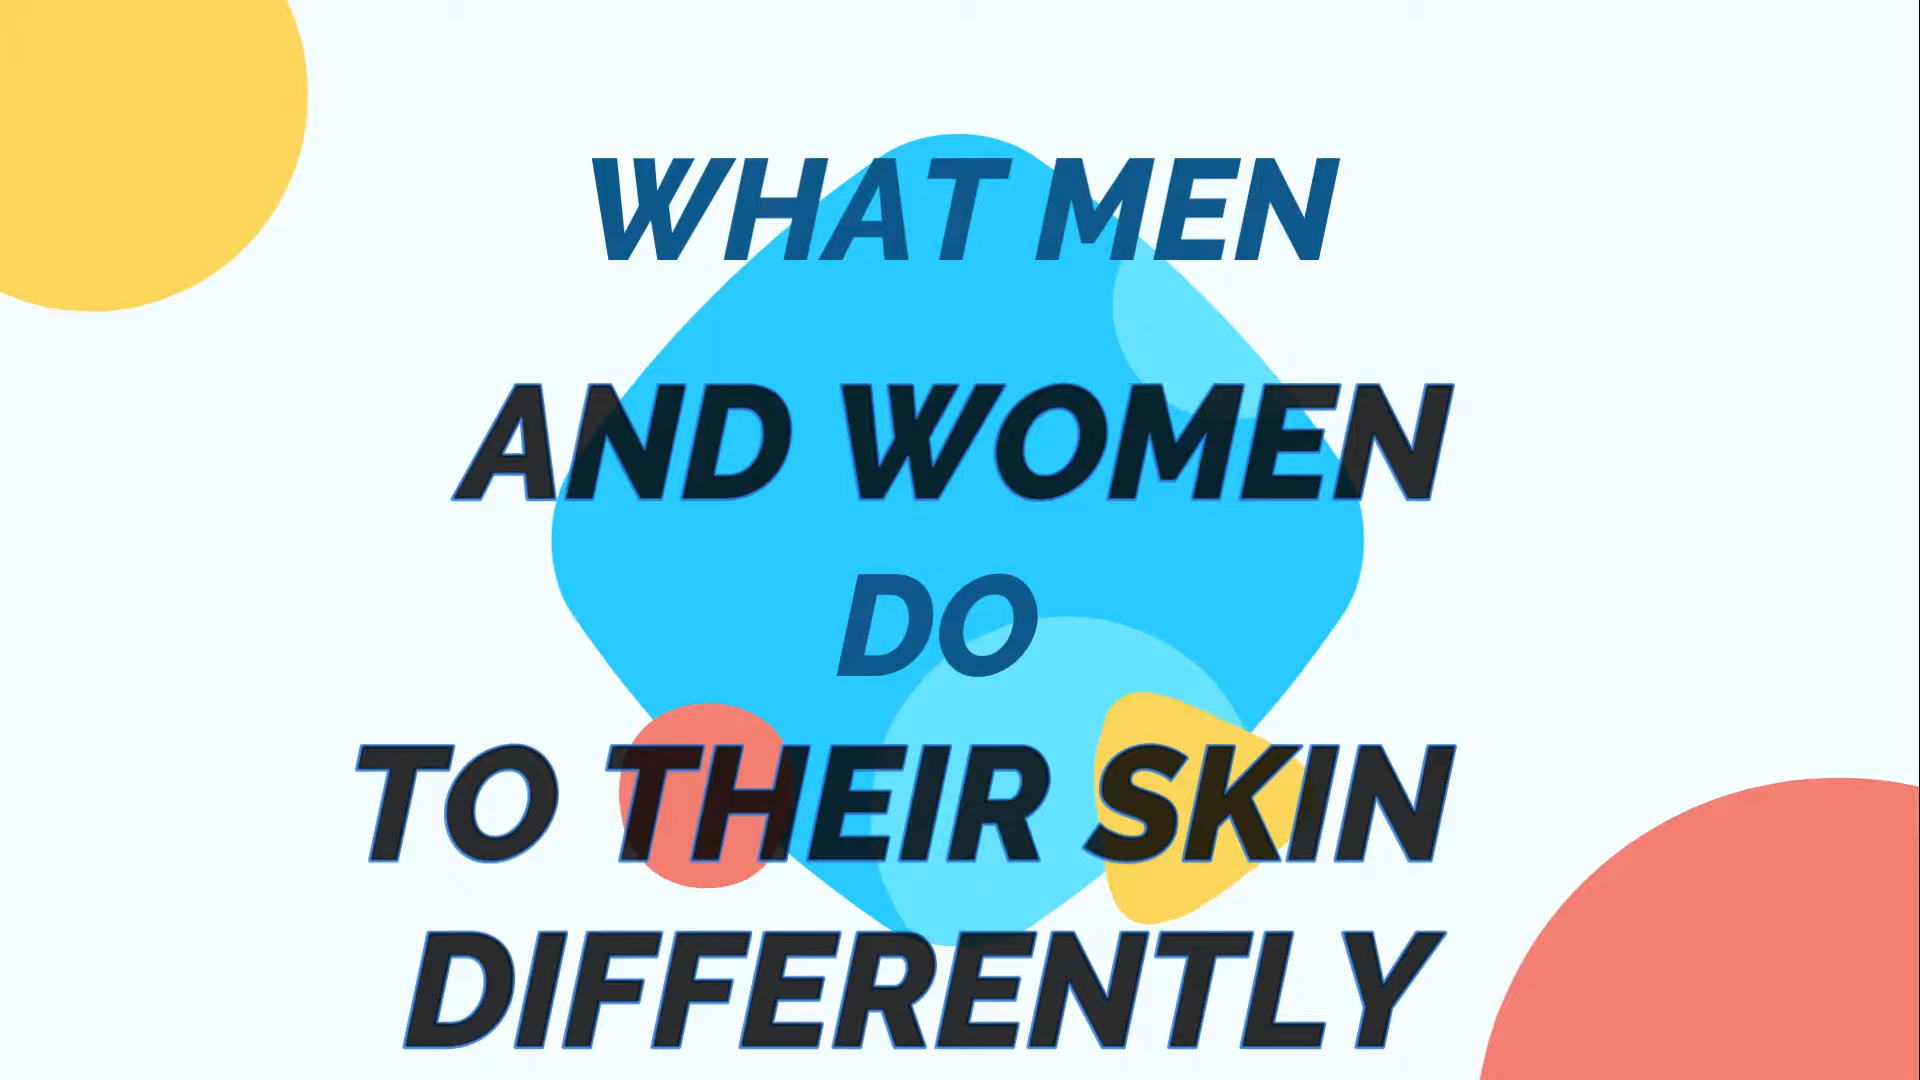 WHAT MEN
AND WOMEN
DO
TO THEIR SKIN
DIFFERENTLY